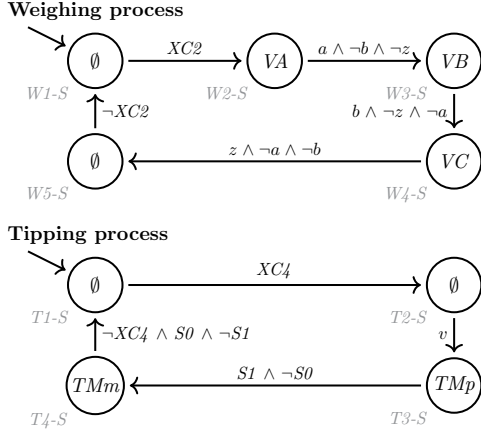 Weighing process
XC2
a ∧ ¬b ∧ ¬z
∅
VA
VB
W1-S
W2-S
W3-S
¬XC2
b ∧ ¬z ∧ ¬a
z ∧ ¬a ∧ ¬b
∅
VC
W5-S
W4-S
Tipping process
XC4
∅
∅
T1-S
T2-S
¬XC4 ∧ S0 ∧ ¬S1
v
S1 ∧ ¬S0
TMm
TMp
T4-S
T3-S